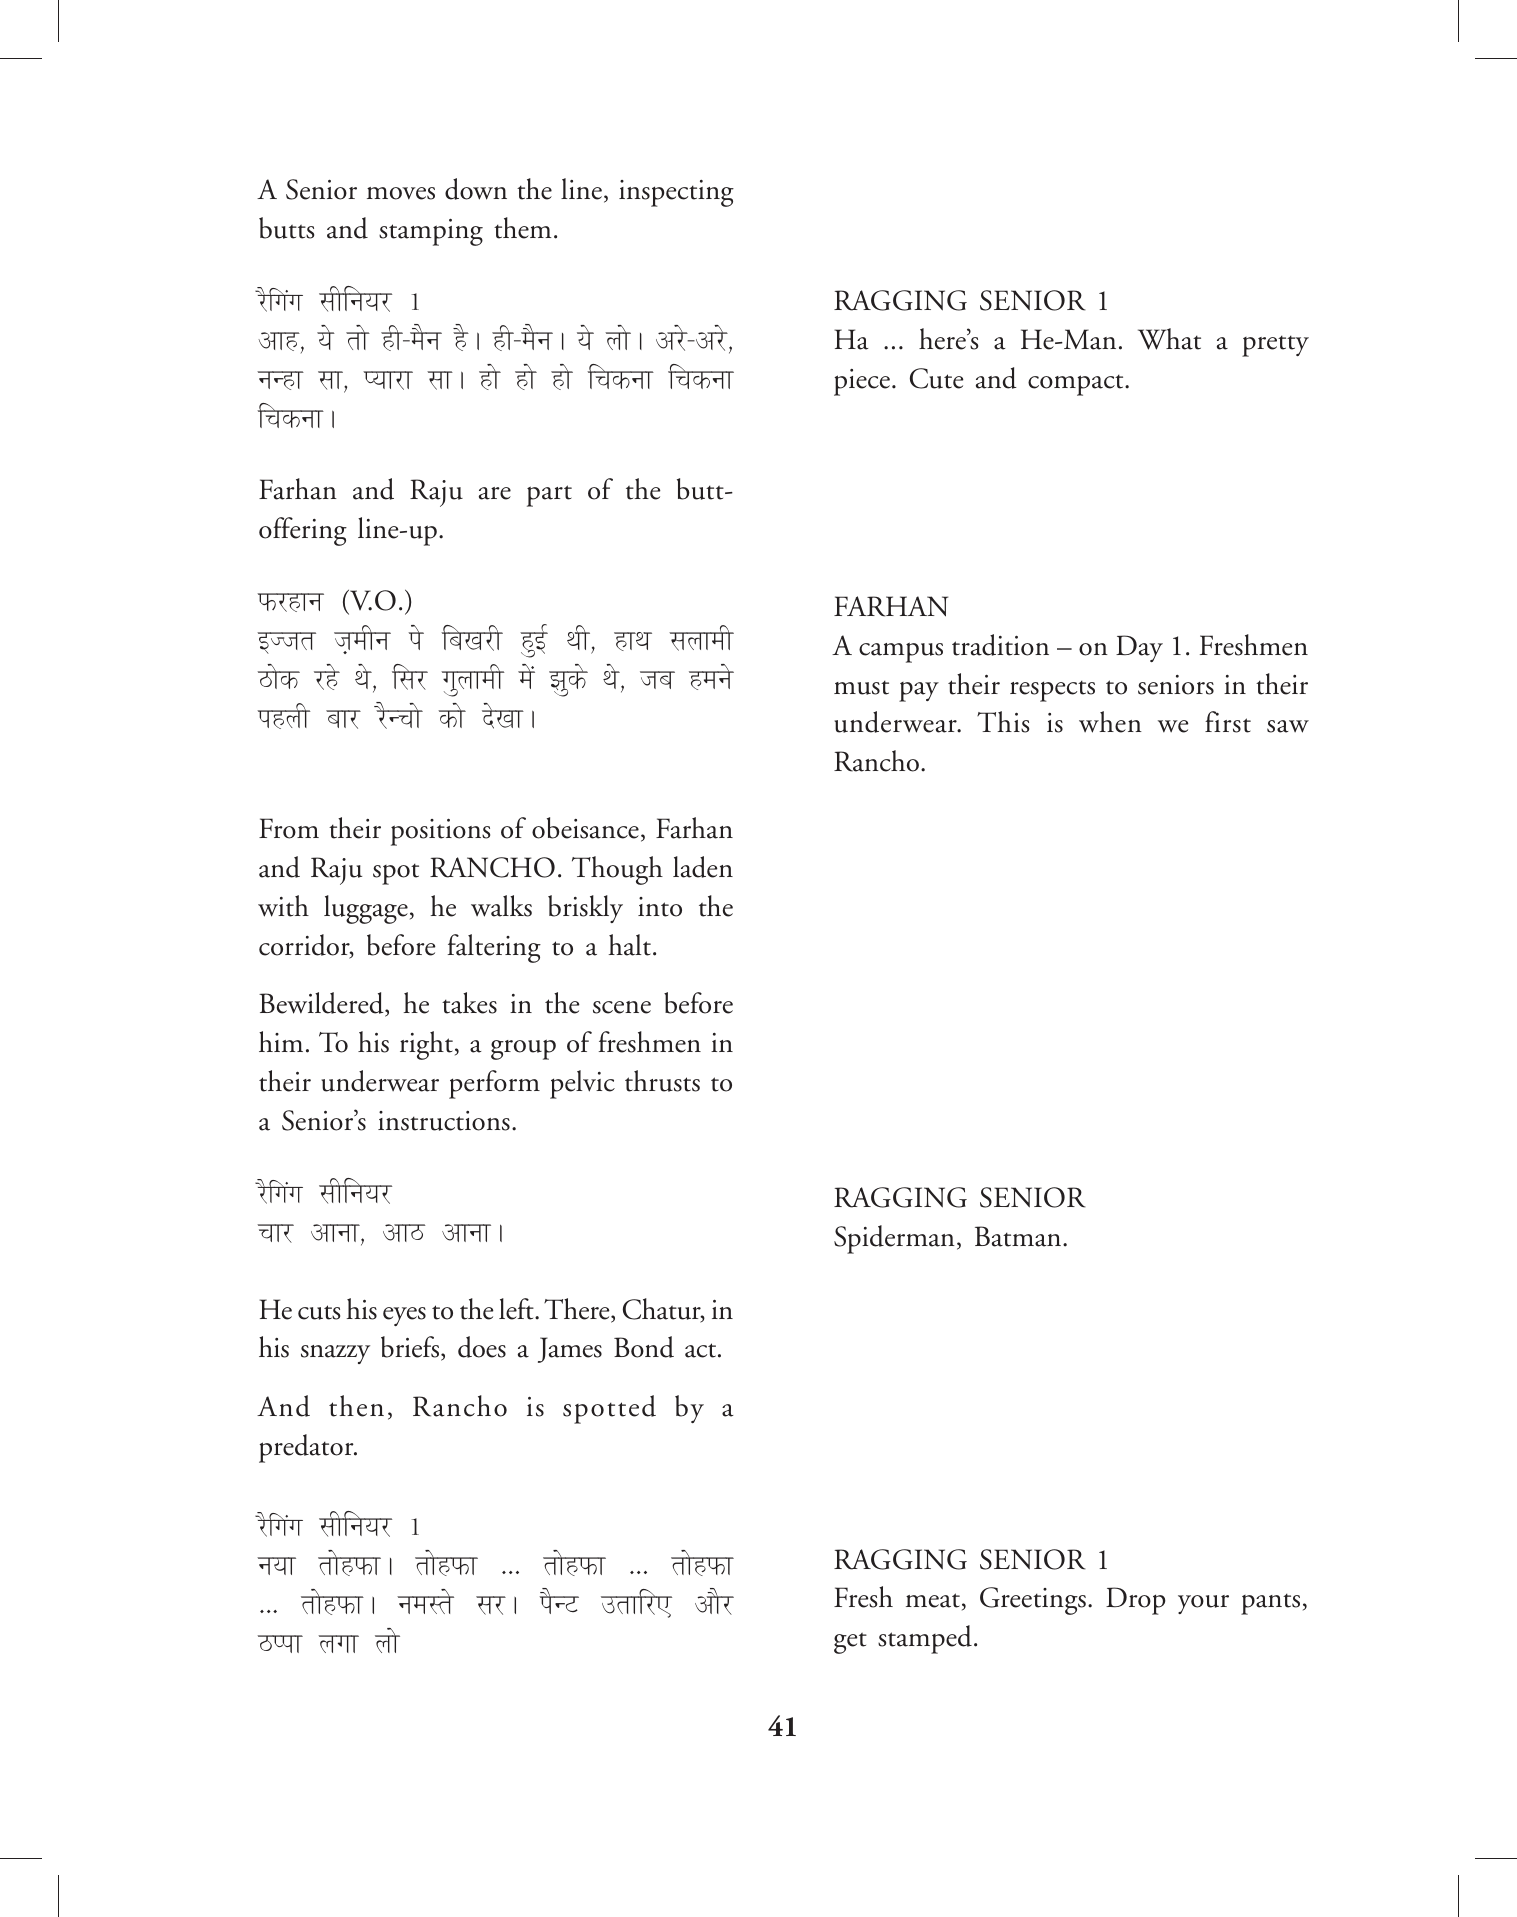 A Senior moves down the line, inspecting
butts and stamping them.
रैगिंग सीनियर 1
आह, ये तो ही-मैन है। ही-मैन। ये लो। अरे-अरे,
नन्हा सा, प्यारा सा। हो हो हो चिकना चिकना
चिकना।
RAGGING SENIOR 1
Ha ... here’s a He-Man. What a pretty
piece. Cute and compact.
Farhan and Raju are part of the butt-
offering line-up.
फरहान (V.O.)
इज्जत ज़मीन पे बिखरी हुई थी, हाथ सलामी
ठोक रहे थे, सिर गुलामी में झुके थे, जब हमने
पहली बार रैन्चो को देखा।
FARHAN
A campus tradition – on Day 1. Freshmen
must pay their respects to seniors in their
underwear. This is when we first saw
Rancho.
From their positions of obeisance, Farhan
and Raju spot RANCHO. Though laden
with luggage, he walks briskly into the
corridor, before faltering to a halt.
Bewildered, he takes in the scene before
him. To his right, a group of freshmen in
their underwear perform pelvic thrusts to
a Senior’s instructions.
रैगिंग सीनियर
चार आना, आठ आना।
RAGGING SENIOR
Spiderman, Batman.
He cuts his eyes to the left. There, Chatur, in
his snazzy briefs, does a James Bond act.
And then, Rancho is spotted by a
predator.
रैगिंग सीनियर 1
नया तोहफा। तोहफा ... तोहफा ... तोहफा
... तोहफा। नमस्ते सर। पैन्ट उतारिए और
ठप्पा लगा लो
RAGGING SENIOR 1
Fresh meat, Greetings. Drop your pants,
get stamped.
41